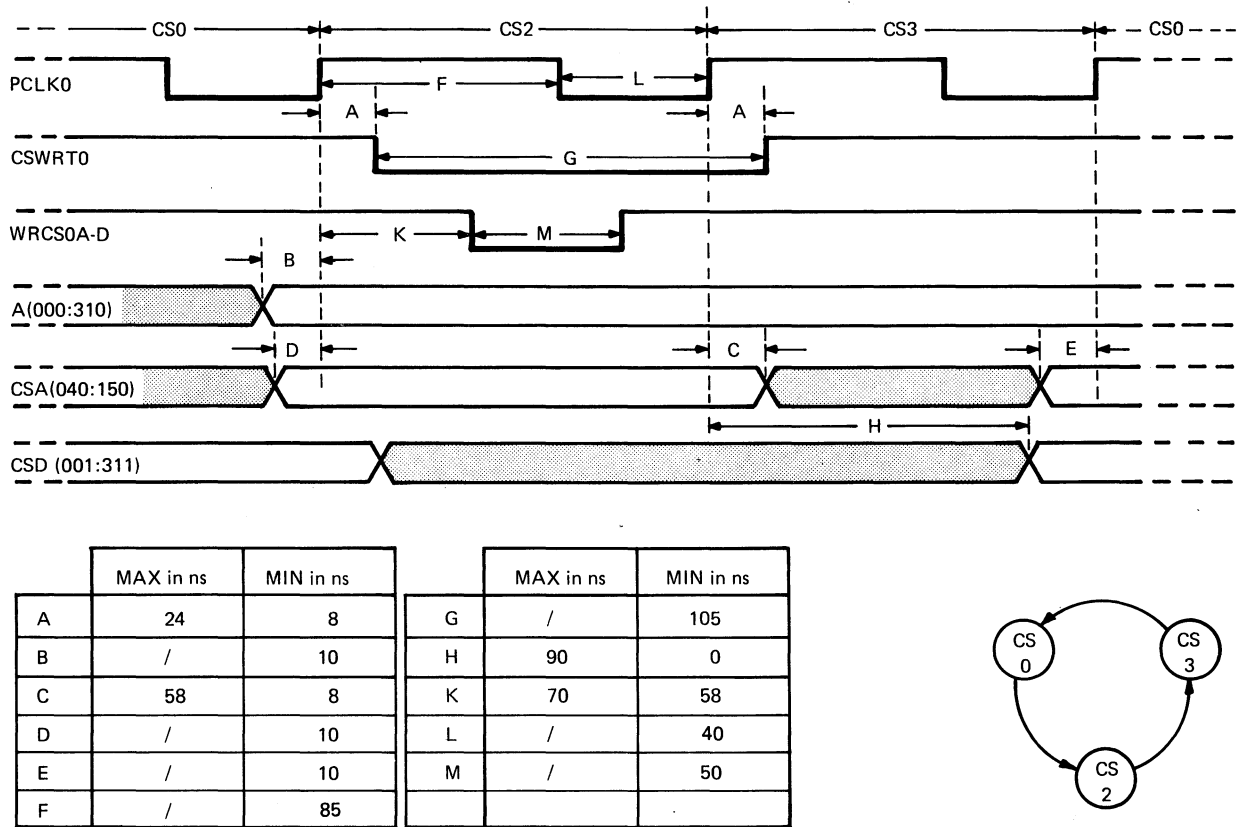 CS0 CS2 CS3 CS0
PCLK0 F L
A A
CSWRT0 G
WRCS0A-D K M
B
A(000:310)
D C E
CSA(040:150)
H
CSD (001:311)
MAX in ns MIN in ns
A 24 8
B / 10
C 58 8
D / 10
E / 10
F / 85
MAX in ns MIN in ns
G / 105
H 90 0
K 70 58
L / 40
M / 50
CS 0
CS 3
CS 2